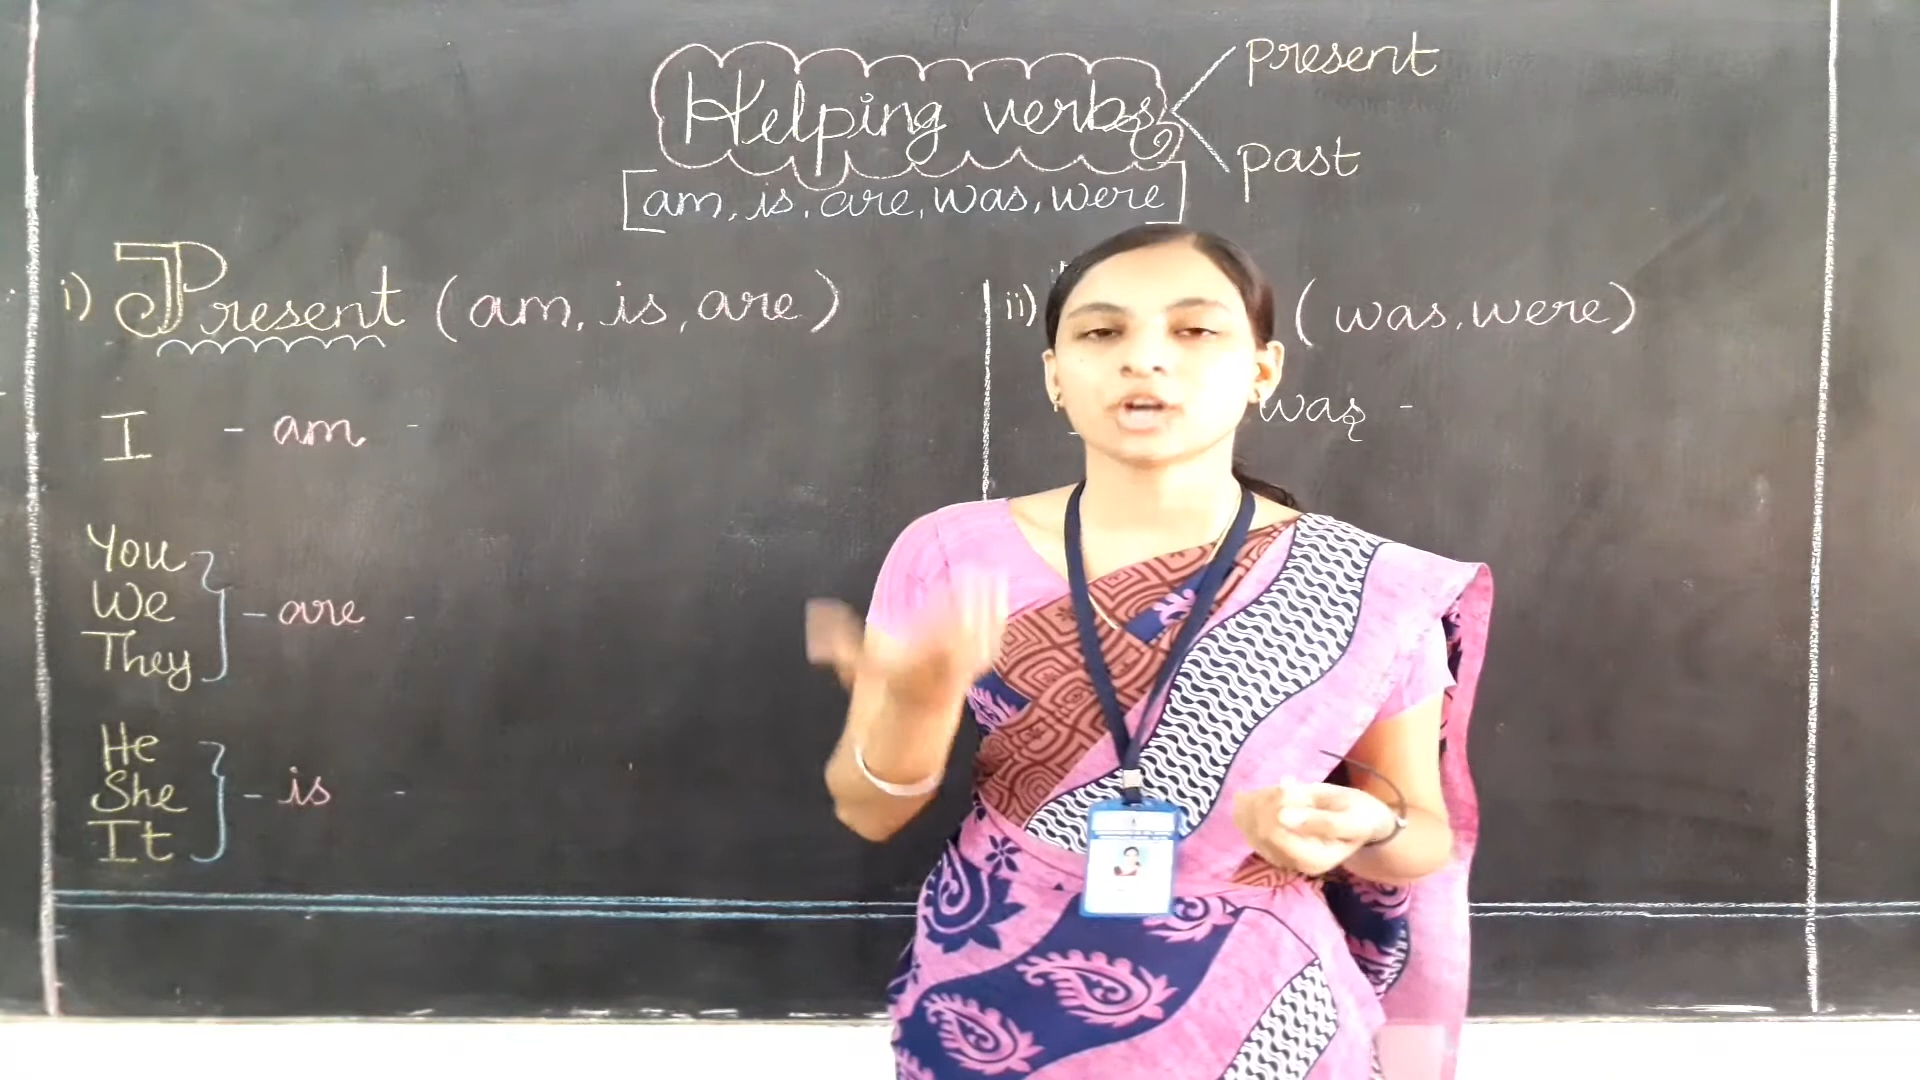 Helping verbs
present
past
[am, is, are, was, were]
i) Present (am, is, are)
I - am -
You
We
They
- are -
He
She
It
- is -
ii) (was, were)
was -